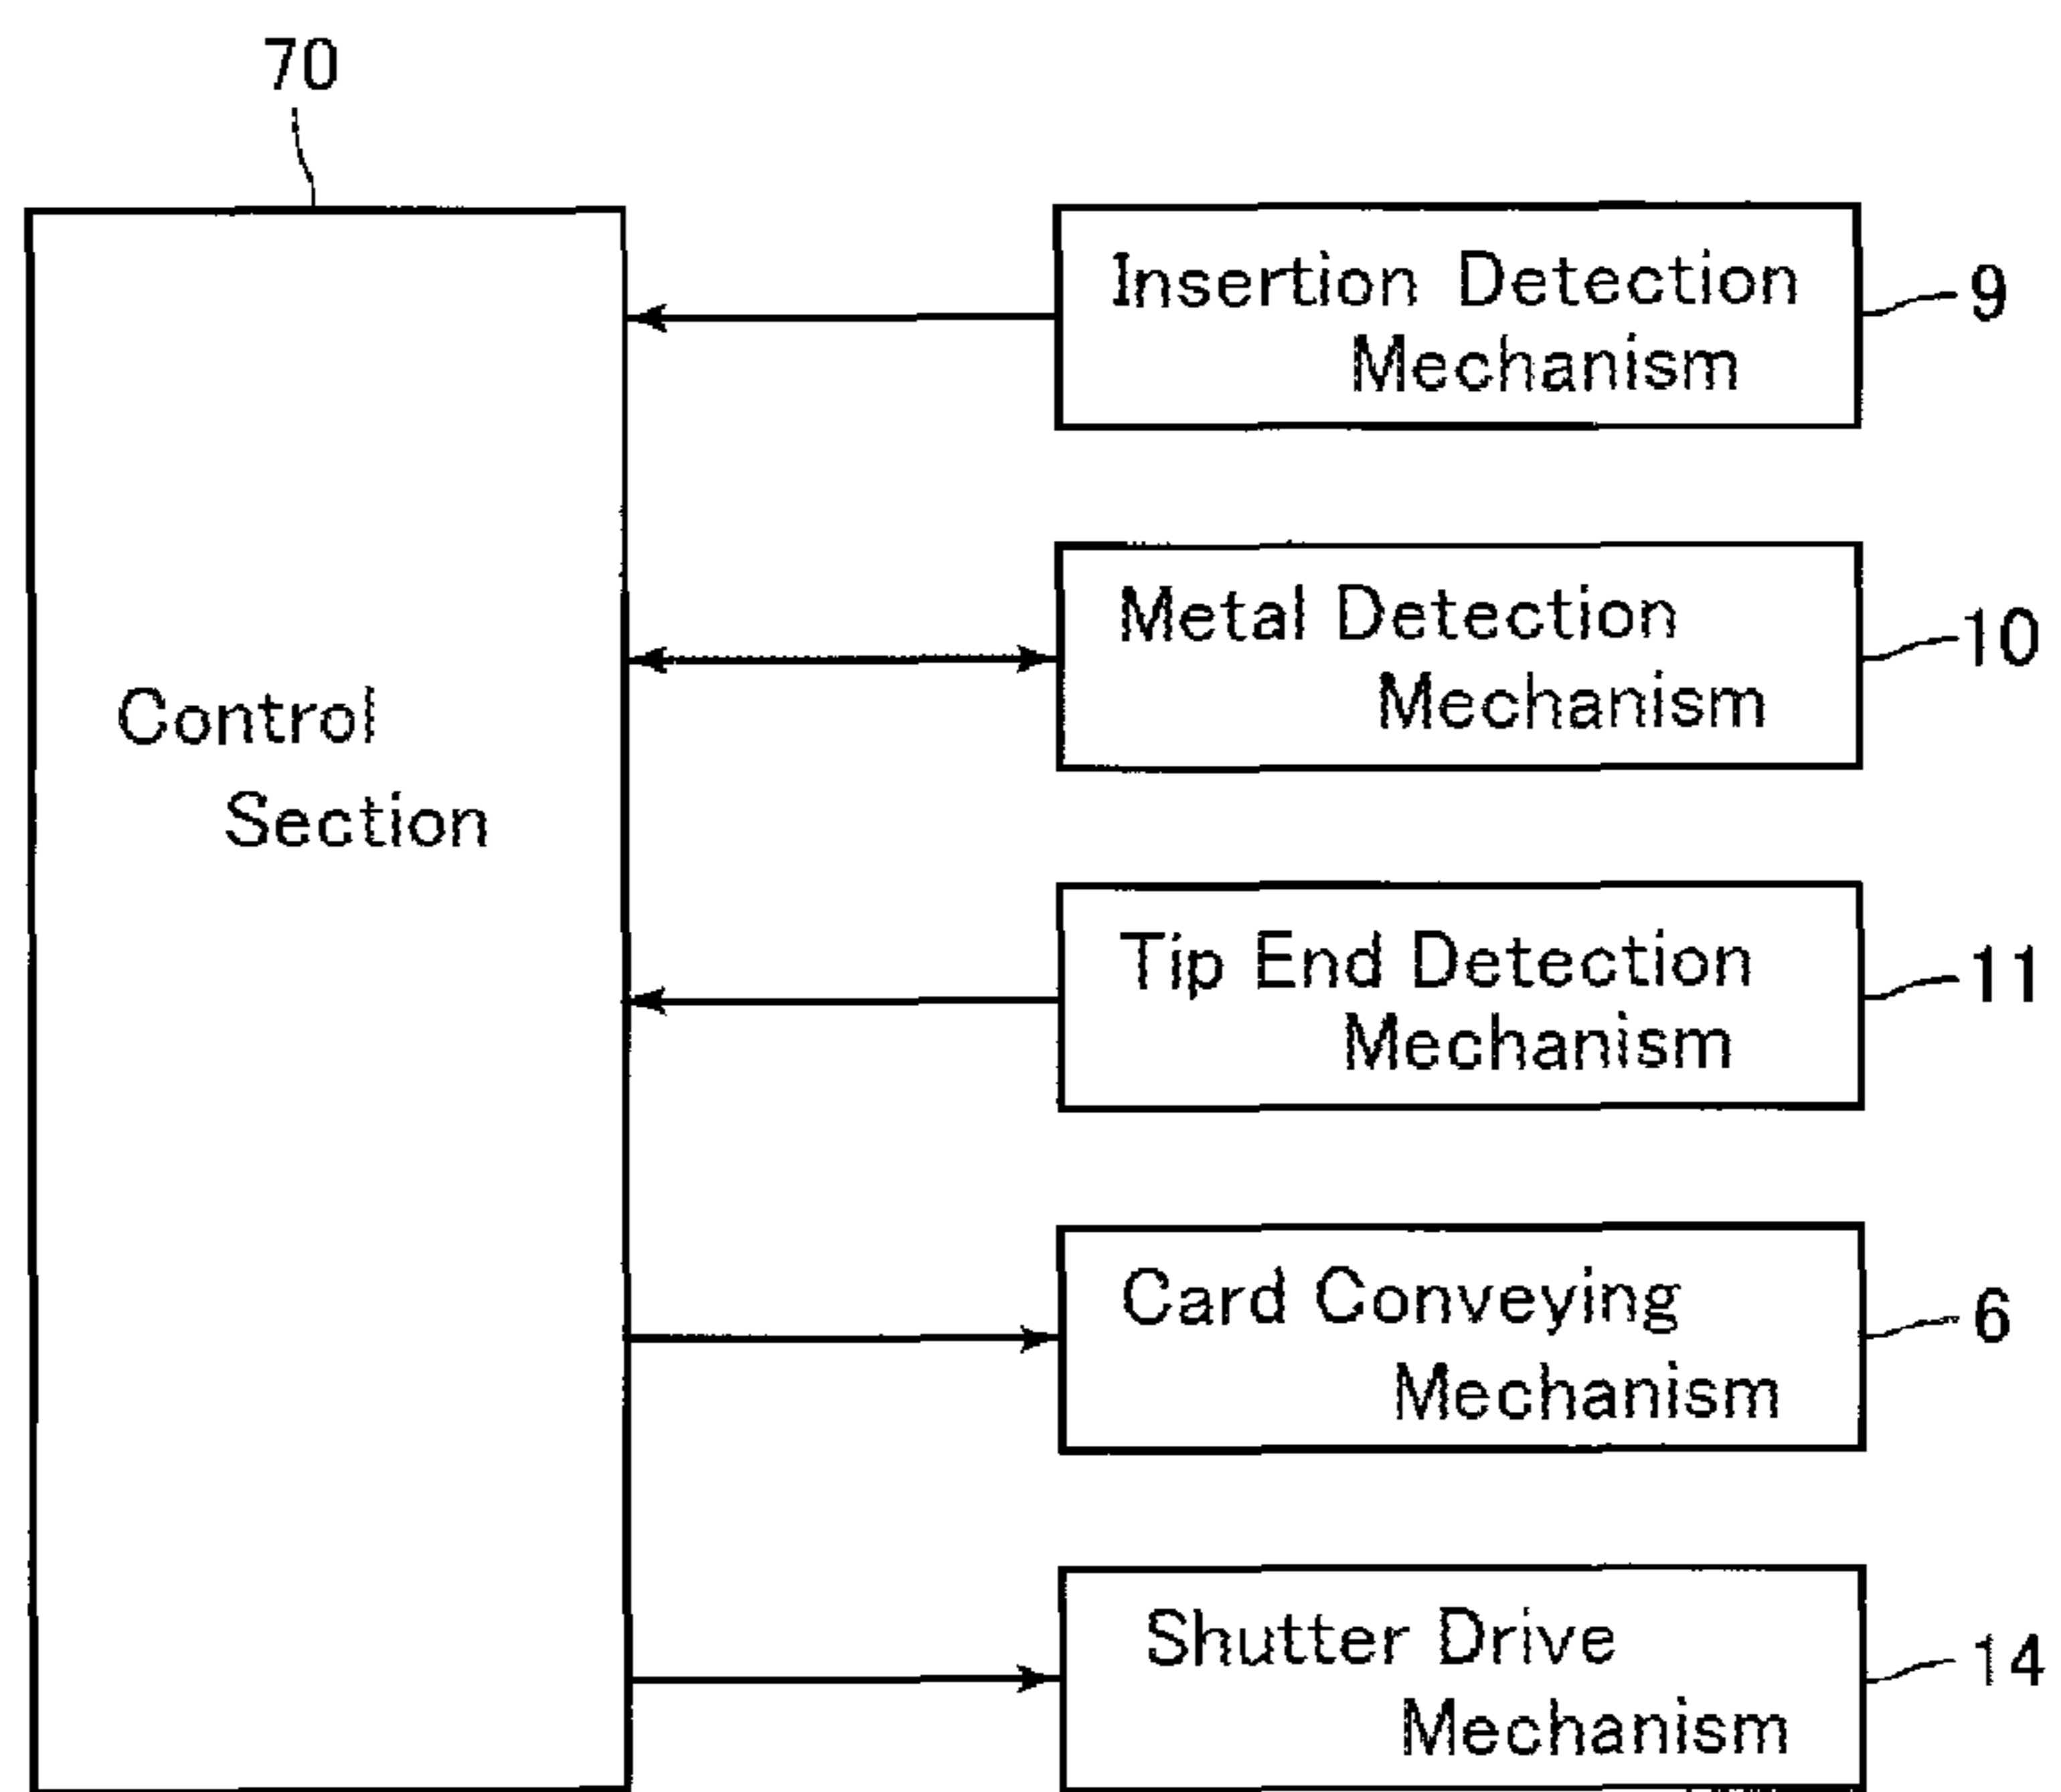 70
Control
Section
Insertion Detection
Mechanism
9
Metal Detection
Mechanism
10
Tip End Detection
Mechanism
11
Card Conveying
Mechanism
6
Shutter Drive
Mechanism
14